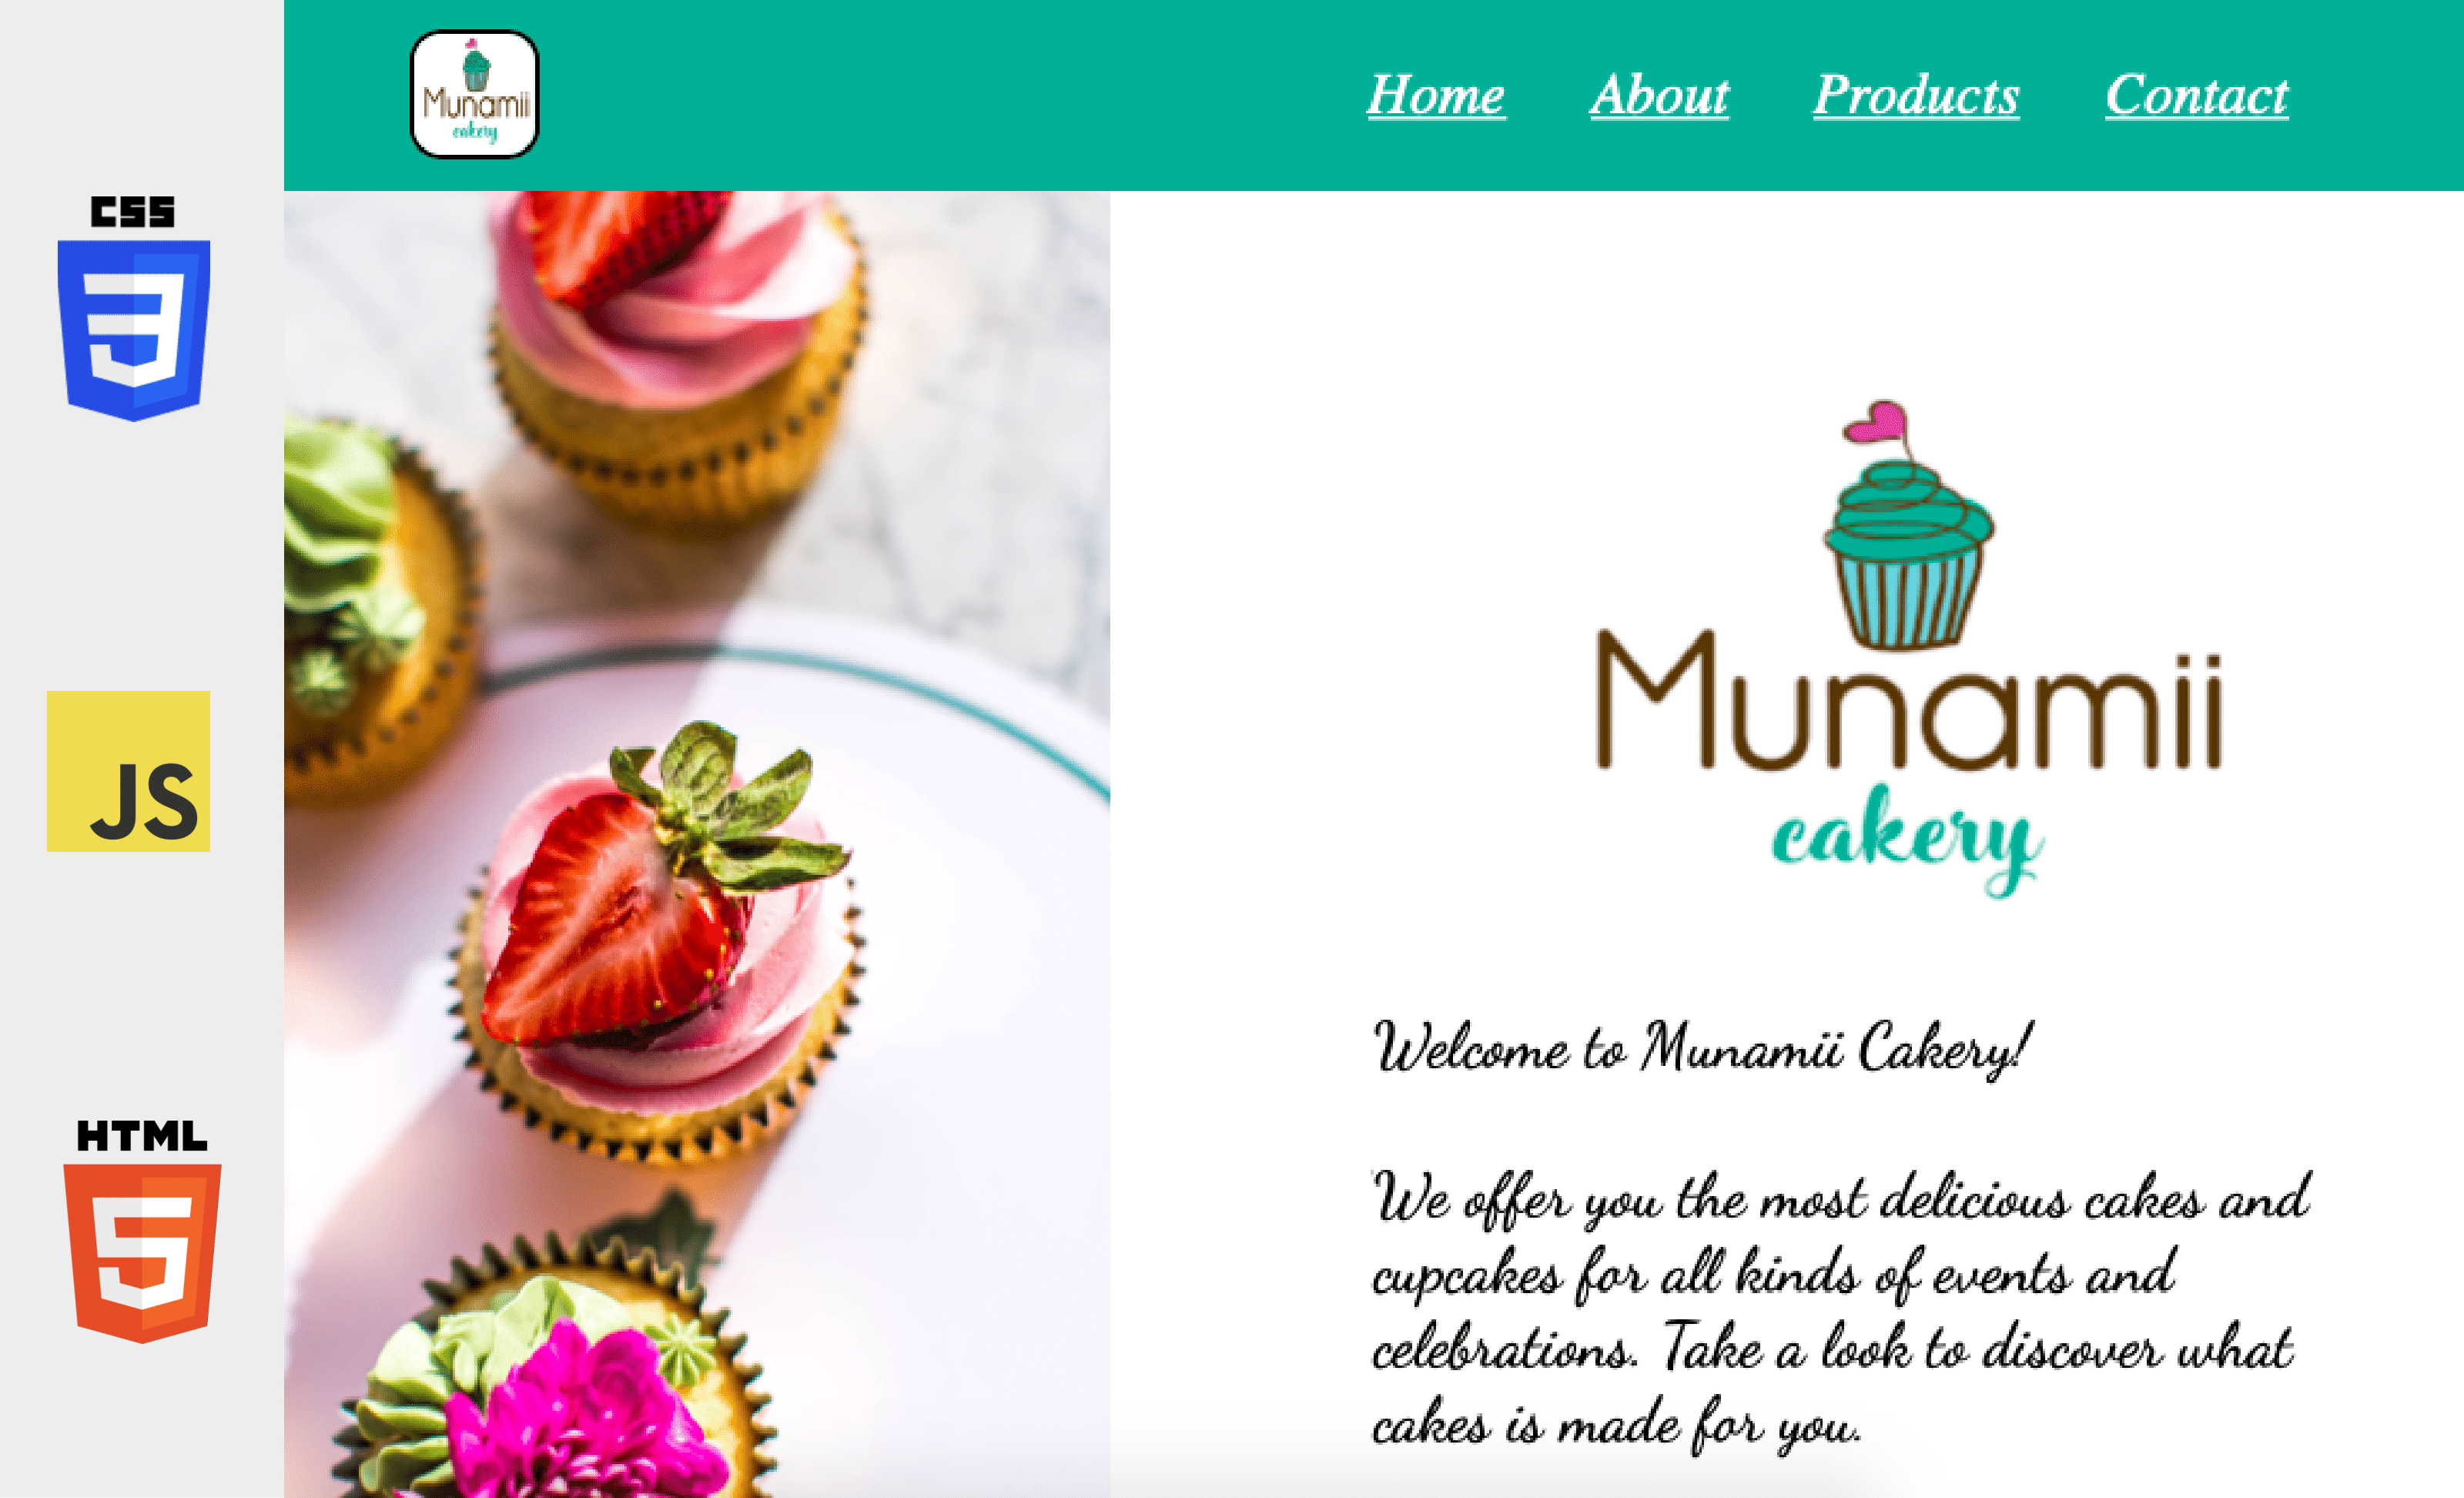 Munamii
cakery
Home About Products Contact
CSS
JS
HTML
Munamii
cakery
Welcome to Munamii Cakery!
We offer you the most delicious cakes and
cupcakes for all kinds of events and
celebrations. Take a look to discover what
cakes is made for you.